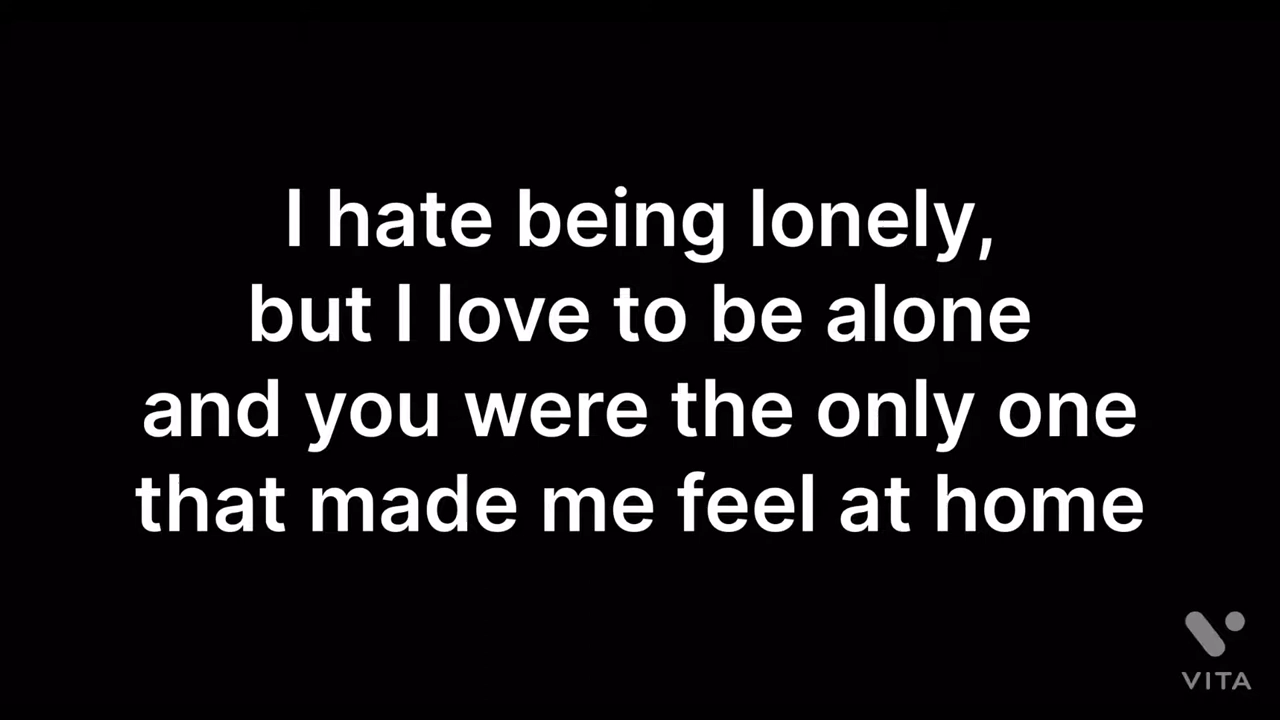 I hate being lonely,
but I love to be alone
and you were the only one
that made me feel at home
VITA